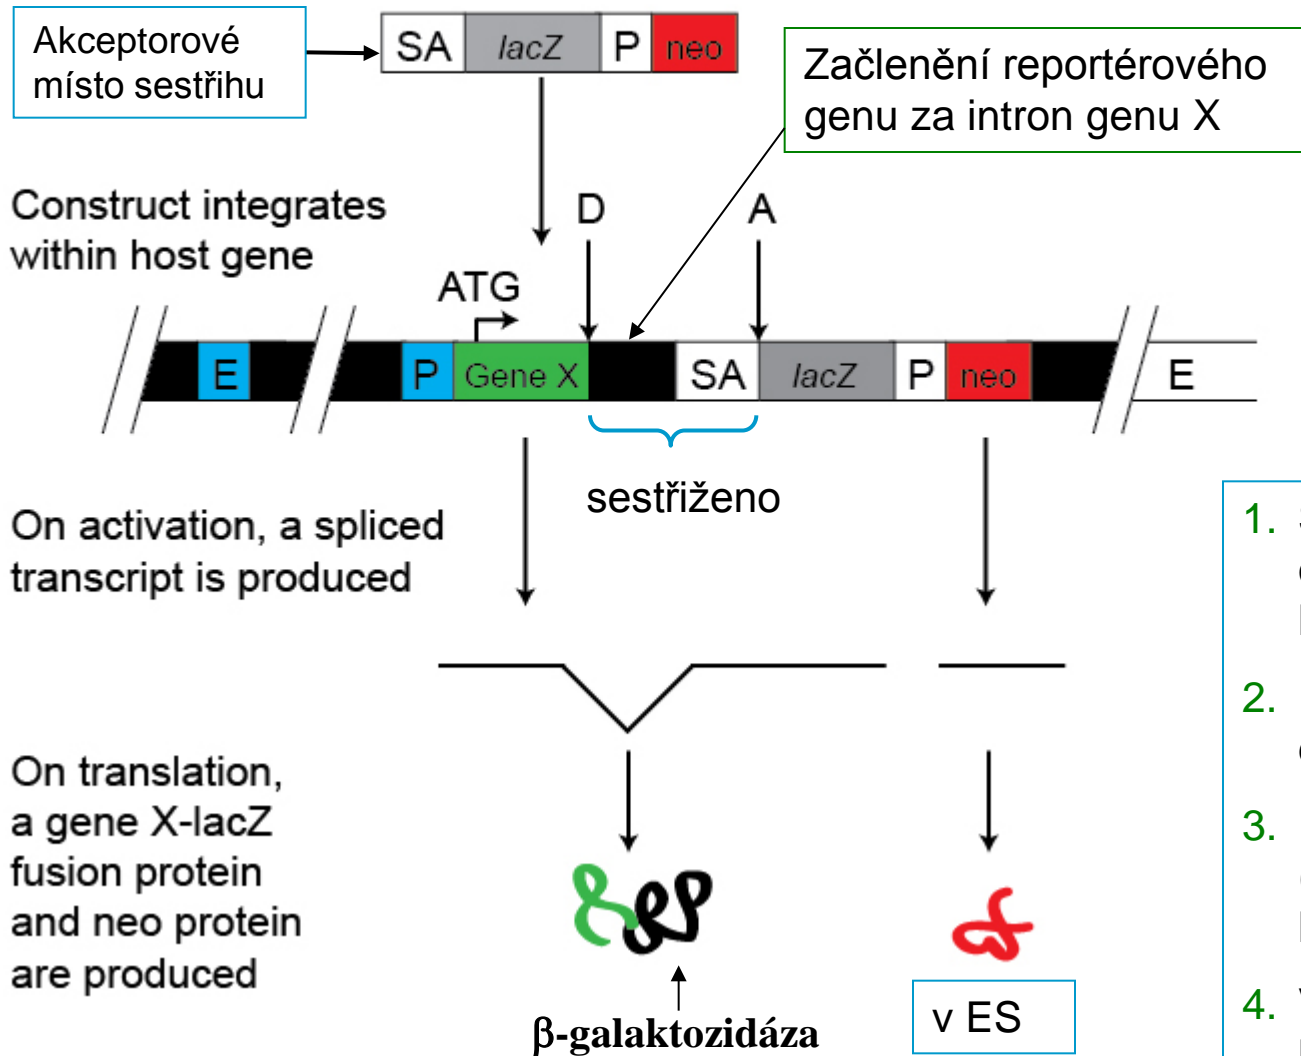 Akceptorové
místo sestřihu
SA lacZ P neo
Začlenění reportérového
genu za intron genu X
Construct integrates
within host gene
D A
ATG
E P Gene X SA lacZ P neo E
sestřiženo
On activation, a spliced
transcript is produced
On translation,
a gene X-lacZ
fusion protein
and neo protein
are produced
β-galaktozidáza
v ES
1.
2.
3.
4.